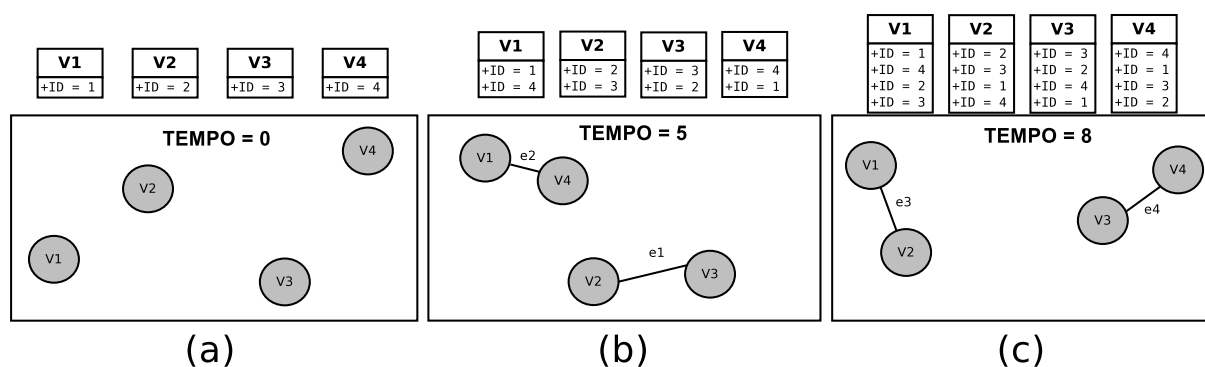 V1
+ID = 1
V2
+ID = 2
V3
+ID = 3
V4
+ID = 4
TEMPO = 0
V4
V2
V1
V3
(a)
V1
+ID = 1
+ID = 4
V2
+ID = 2
+ID = 3
V3
+ID = 3
+ID = 2
V4
+ID = 4
+ID = 1
TEMPO = 5
V1
e2
V4
e1
V2
V3
(b)
V1
+ID = 1
+ID = 4
+ID = 2
+ID = 3
V2
+ID = 2
+ID = 3
+ID = 1
+ID = 4
V3
+ID = 3
+ID = 2
+ID = 4
+ID = 1
V4
+ID = 4
+ID = 1
+ID = 3
+ID = 2
TEMPO = 8
V1
V4
e3
e4
V3
V2
(c)